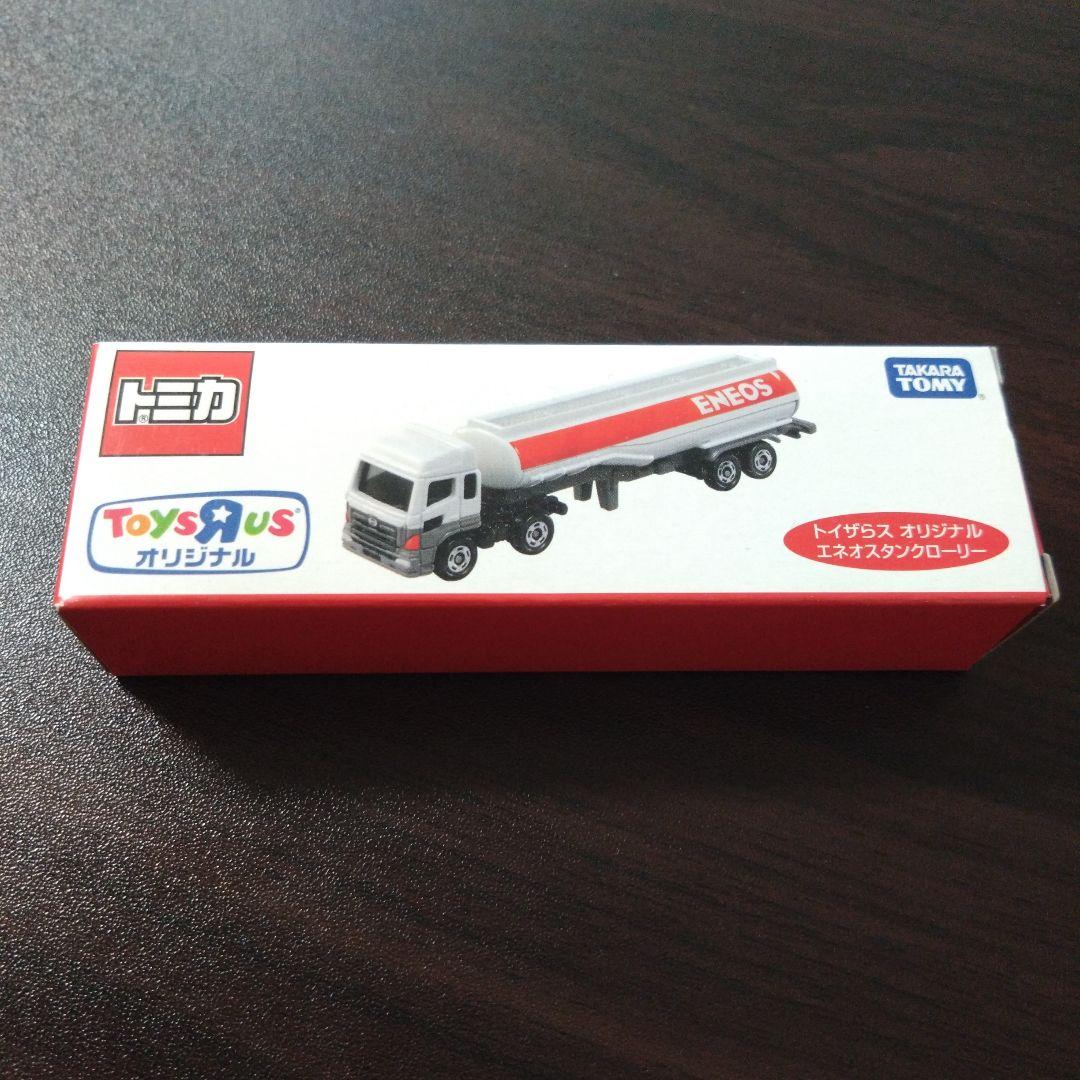 トミカ
®
TOYSЯUS
オリジナル
ENEOS
TAKARA
TOMY
®
トイザらス オリジナル
エネオスタンクローリー